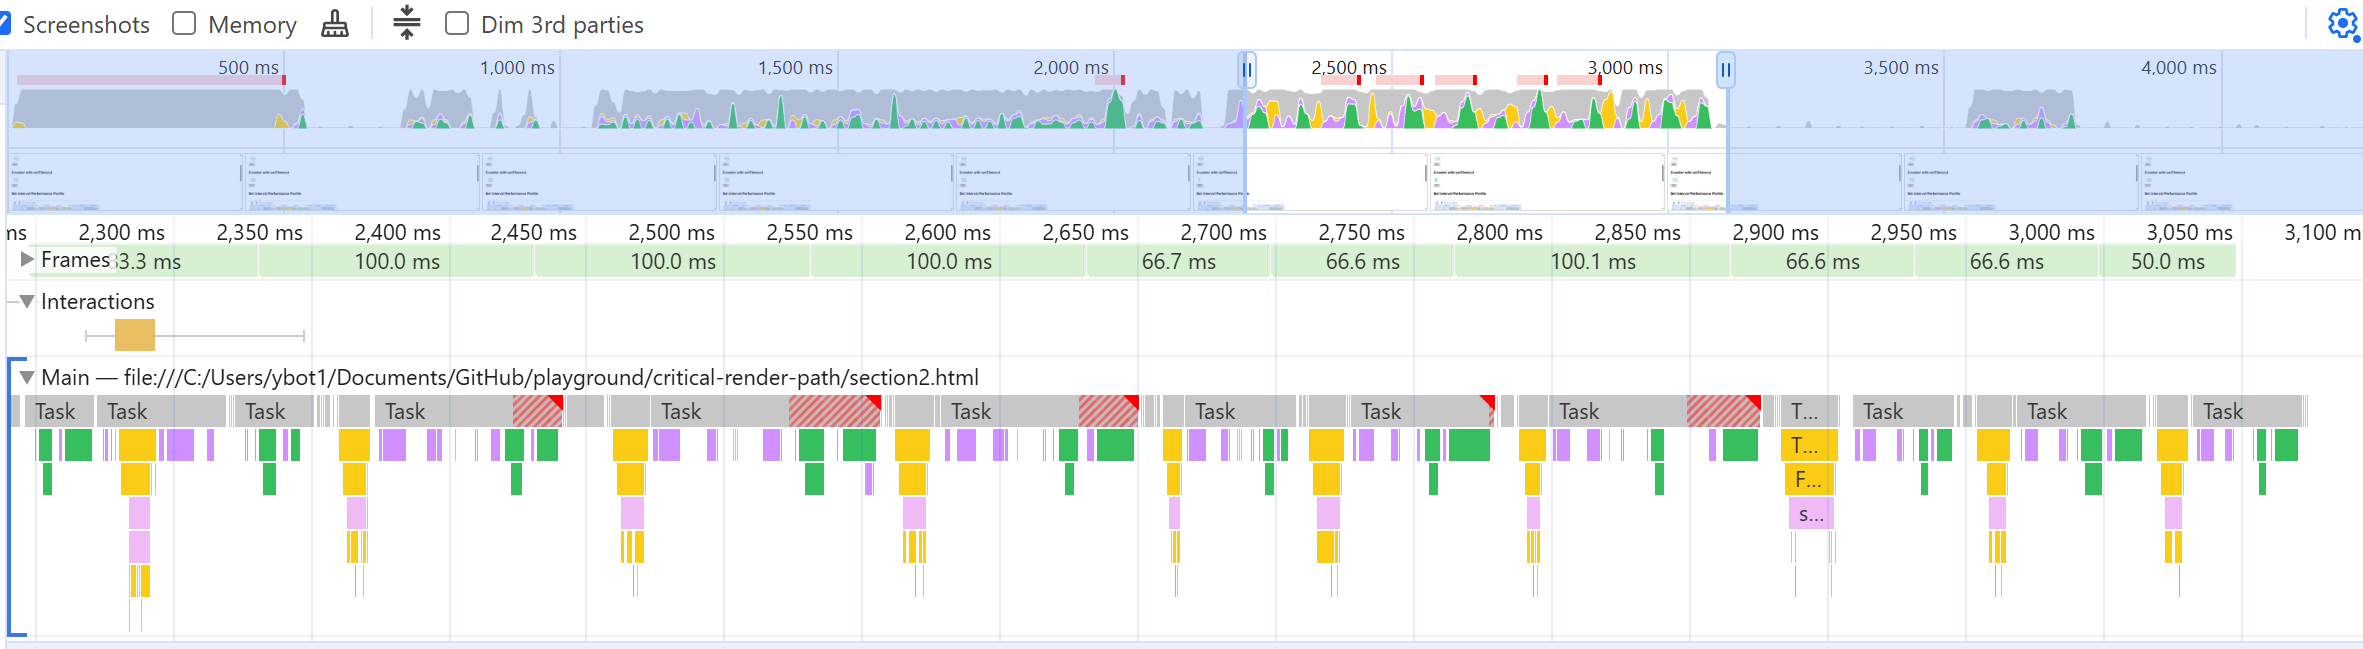 Screenshots Memory Dim 3rd parties
500 ms 1,000 ms 1,500 ms 2,000 ms 2,500 ms 3,000 ms 3,500 ms 4,000 ms
ms 2,300 ms 2,350 ms 2,400 ms 2,450 ms 2,500 ms 2,550 ms 2,600 ms 2,650 ms 2,700 ms 2,750 ms 2,800 ms 2,850 ms 2,900 ms 2,950 ms 3,000 ms 3,050 ms 3,100 m
Frames 83.3 ms 100.0 ms 100.0 ms 100.0 ms 66.7 ms 66.6 ms 100.1 ms 66.6 ms 66.6 ms 50.0 ms
Interactions
Main — file:///C:/Users/ybot1/Documents/GitHub/playground/critical-render-path/section2.html
Task Task Task Task Task Task Task Task Task T... Task Task Task
T...
F...
s...